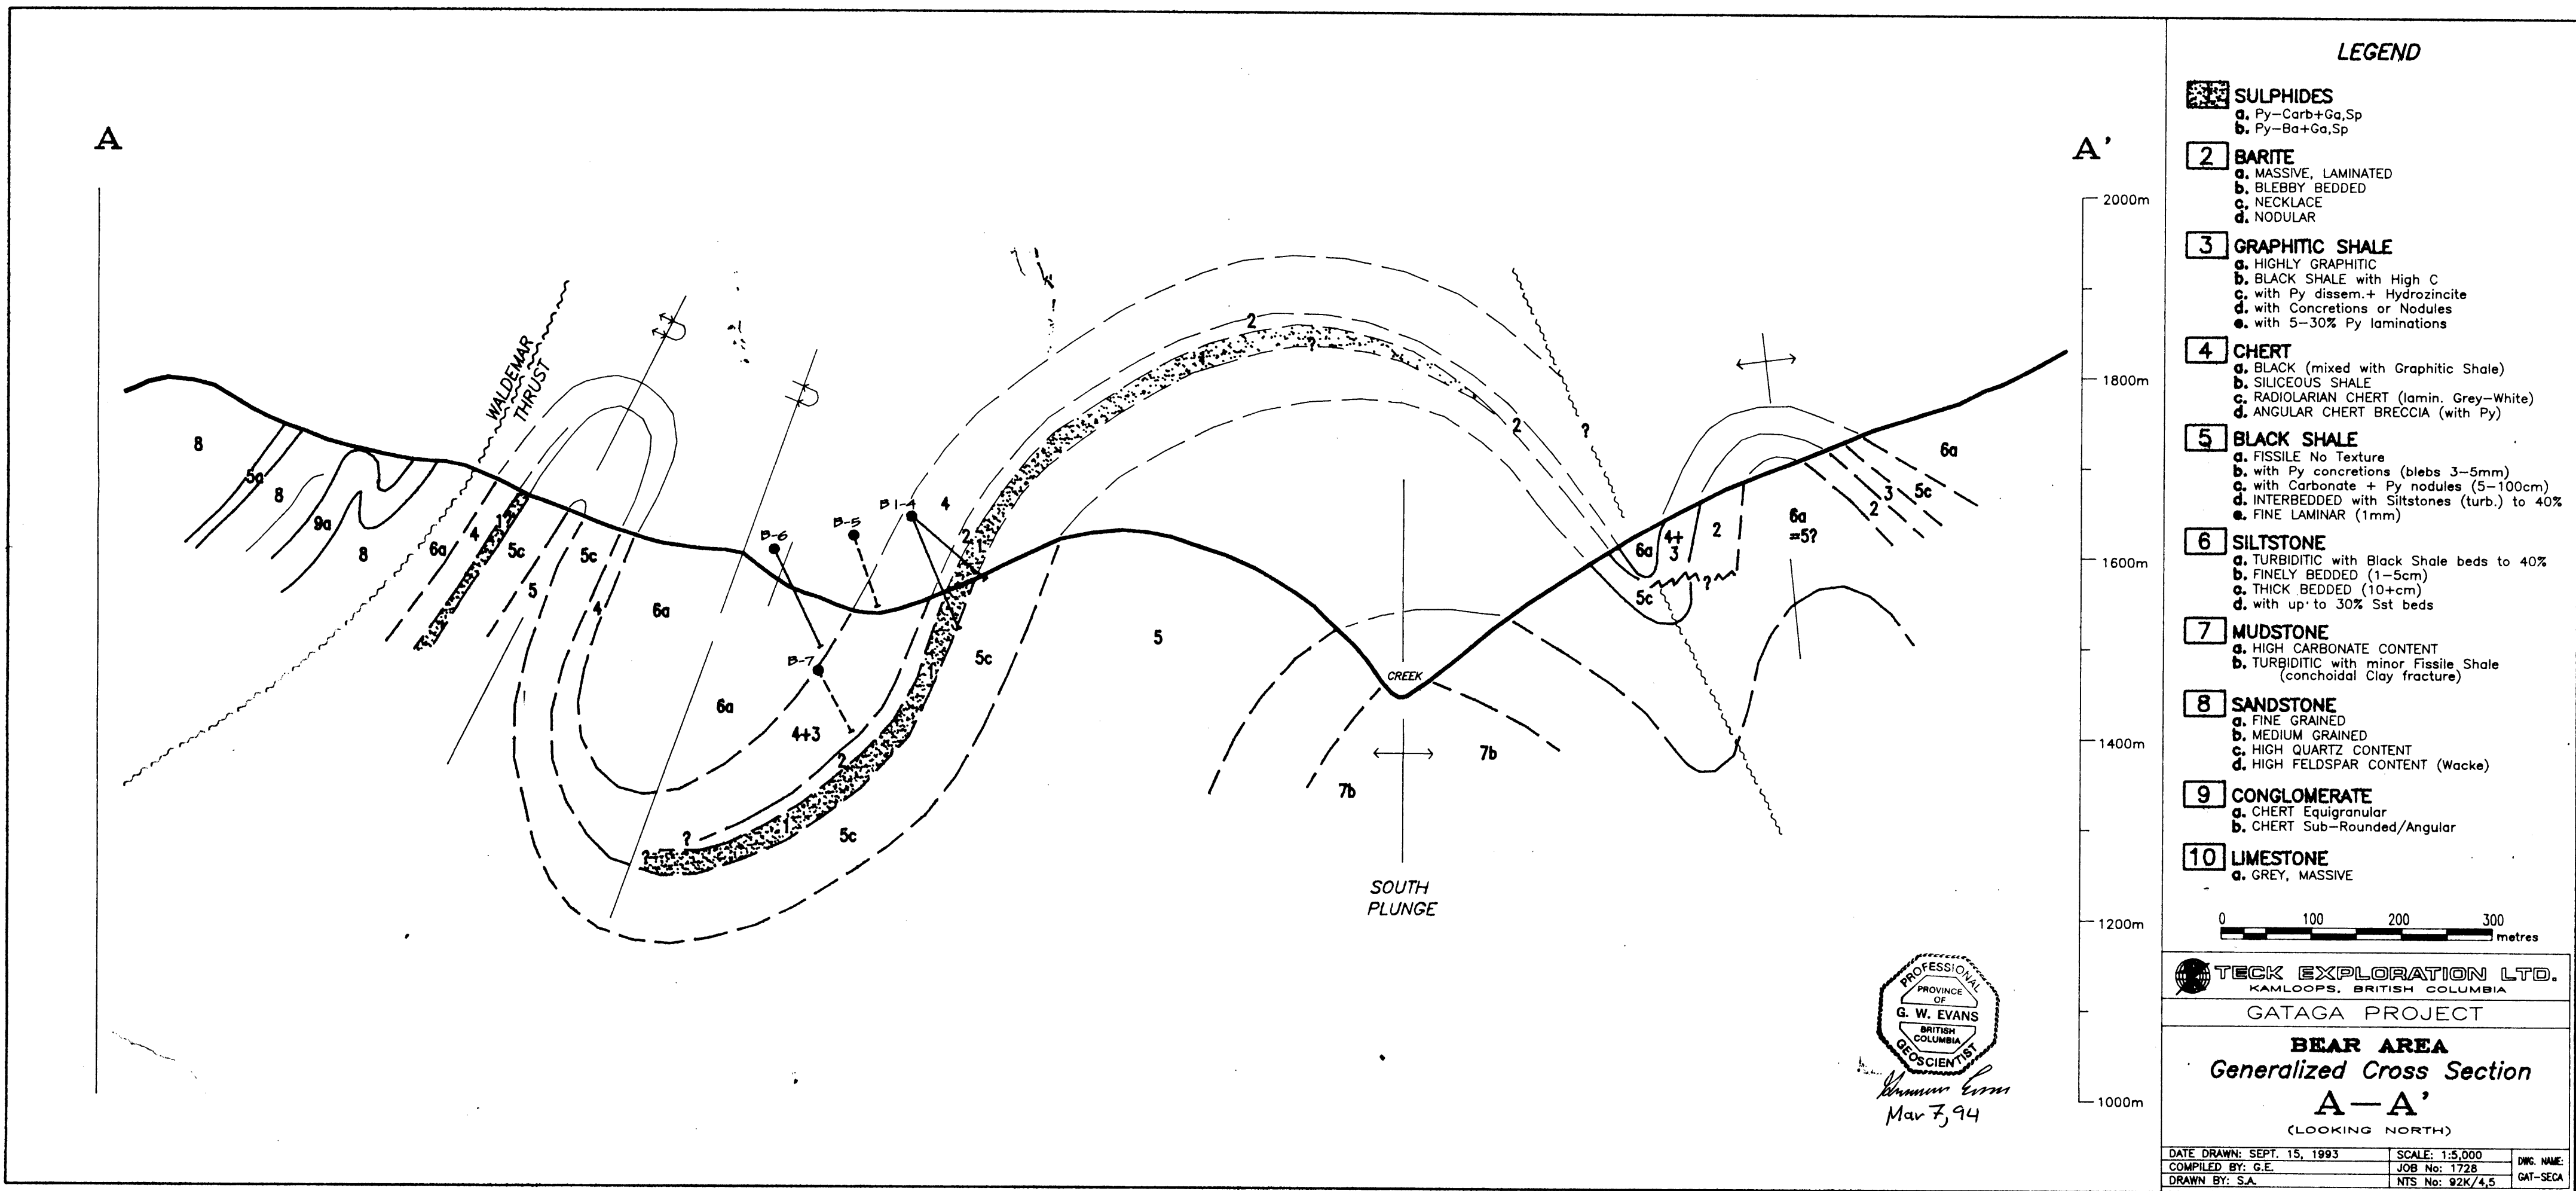 A
A'
2000m
1800m
1600m
1400m
1200m
1000m
WALDEMAR
THRUST
8
5a
8
9a
8
6a
4
1
5c
5
5c
4
6a
6a
B-6
B-5
B1-4
4
2
1
B-7
4+3
2
?
?
1
5c
5c
5
2
1
?
2
?
CREEK
7b
7b
SOUTH
PLUNGE
6a
4+
3
2
?
5c
6a
=5?
2
3
5c
6a
PROFESSIONAL
PROVINCE
OF
G. W. EVANS
BRITISH
COLUMBIA
GEOSCIENTIST
Mar 7, 94
LEGEND
1 SULPHIDES
a. Py-Carb+Ga,Sp
b. Py-Ba+Ga,Sp
2 BARITE
a. MASSIVE, LAMINATED
b. BLEBBY BEDDED
c. NECKLACE
d. NODULAR
3 GRAPHITIC SHALE
a. HIGHLY GRAPHITIC
b. BLACK SHALE with High C
c. with Py dissem.+ Hydrozincite
d. with Concretions or Nodules
e. with 5-30% Py laminations
4 CHERT
a. BLACK (mixed with Graphitic Shale)
b. SILICEOUS SHALE
c. RADIOLARIAN CHERT (lamin. Grey-White)
d. ANGULAR CHERT BRECCIA (with Py)
5 BLACK SHALE
a. FISSILE No Texture
b. with Py concretions (blebs 3-5mm)
c. with Carbonate + Py nodules (5-100cm)
d. INTERBEDDED with Siltstones (turb.) to 40%
e. FINE LAMINAR (1mm)
6 SILTSTONE
a. TURBIDITIC with Black Shale beds to 40%
b. FINELY BEDDED (1-5cm)
c. THICK BEDDED (10+cm)
d. with up to 30% Sst beds
7 MUDSTONE
a. HIGH CARBONATE CONTENT
b. TURBIDITIC with minor Fissile Shale
(conchoidal Clay fracture)
8 SANDSTONE
a. FINE GRAINED
b. MEDIUM GRAINED
c. HIGH QUARTZ CONTENT
d. HIGH FELDSPAR CONTENT (Wacke)
9 CONGLOMERATE
a. CHERT Equigranular
b. CHERT Sub-Rounded/Angular
10 LIMESTONE
a. GREY, MASSIVE
0 100 200 300
metres
TECK EXPLORATION LTD.
KAMLOOPS, BRITISH COLUMBIA
GATAGA PROJECT
BEAR AREA
Generalized Cross Section
A-A'
(LOOKING NORTH)
DATE DRAWN: SEPT. 15, 1993
SCALE: 1:5,000
DWG. NAME:
COMPILED BY: G.E.
JOB No: 1728
GAT-SECA
DRAWN BY: S.A.
NTS No: 92K/4,5